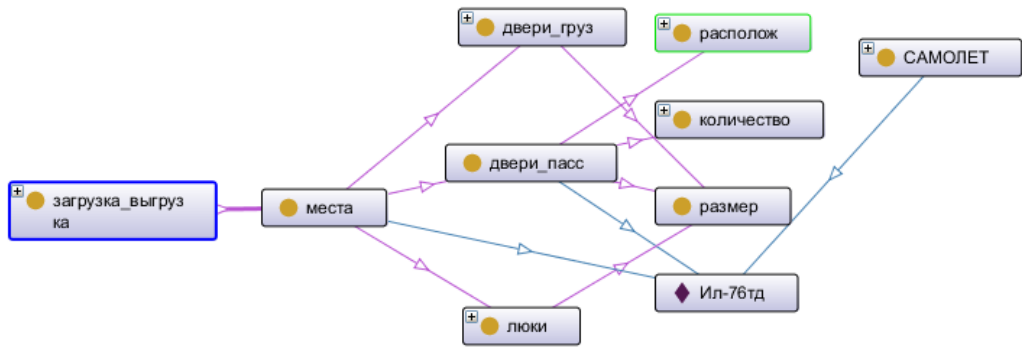 двери_груз
располож
САМОЛЕТ
количество
двери_пасс
загрузка_выгруз
ка
места
размер
Ил-76тд
люки